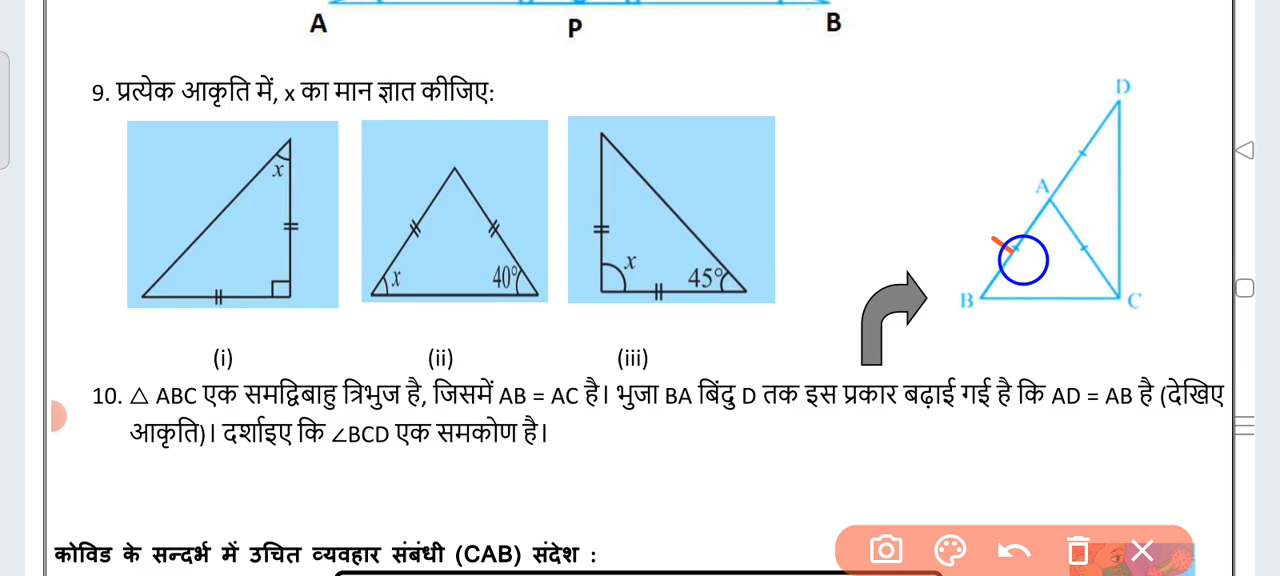 A P B
9. प्रत्येक आकृति में, x का मान ज्ञात कीजिए:
D
x
A
x 40°
x 45°
B C
(i) (ii) (iii)
10. △ ABC एक समद्विबाहु त्रिभुज है, जिसमें AB = AC है। भुजा BA बिंदु D तक इस प्रकार बढ़ाई गई है कि AD = AB है (देखिए
आकृति)। दर्शाइए कि ∠BCD एक समकोण है।
कोविड के सन्दर्भ में उचित व्यवहार संबंधी (CAB) संदेश :